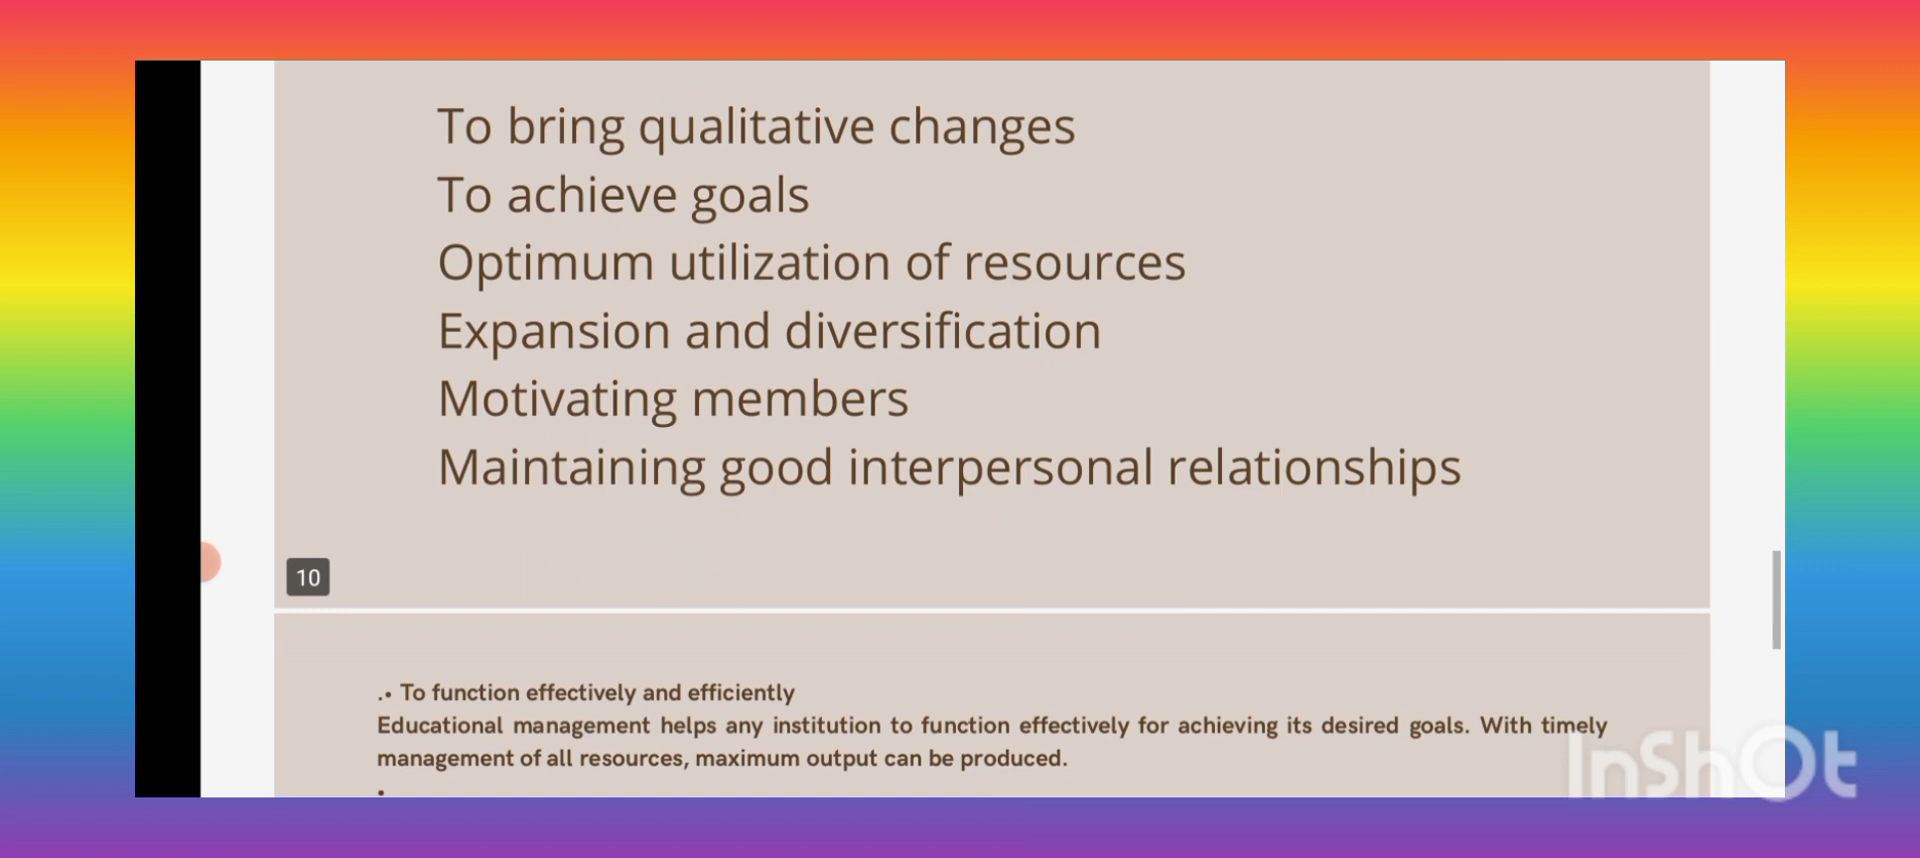 To bring qualitative changes
To achieve goals
Optimum utilization of resources
Expansion and diversification
Motivating members
Maintaining good interpersonal relationships
10
.• To function effectively and efficiently
Educational management helps any institution to function effectively for achieving its desired goals. With timely
management of all resources, maximum output can be produced.
•
InShOt